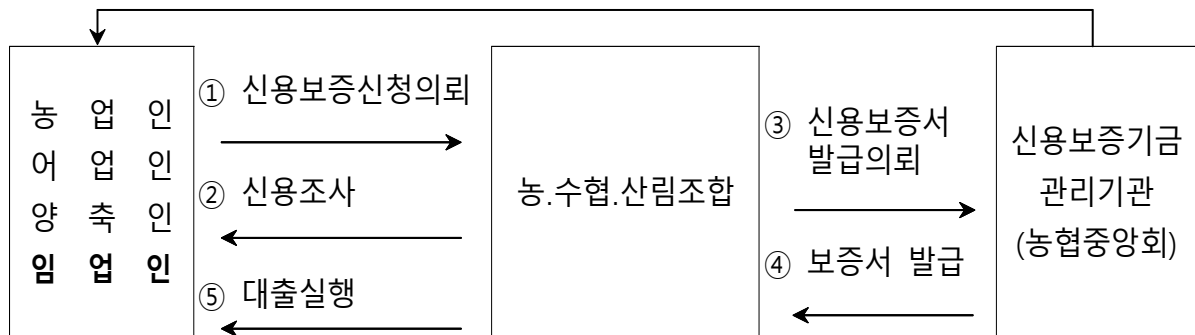 농 업 인
어 업 인
양 축 인
임 업 인
① 신용보증신청의뢰
② 신용조사
⑤ 대출실행
농.수협.산림조합
③ 신용보증서
발급의뢰
④ 보증서 발급
신용보증기금
관리기관
(농협중앙회)